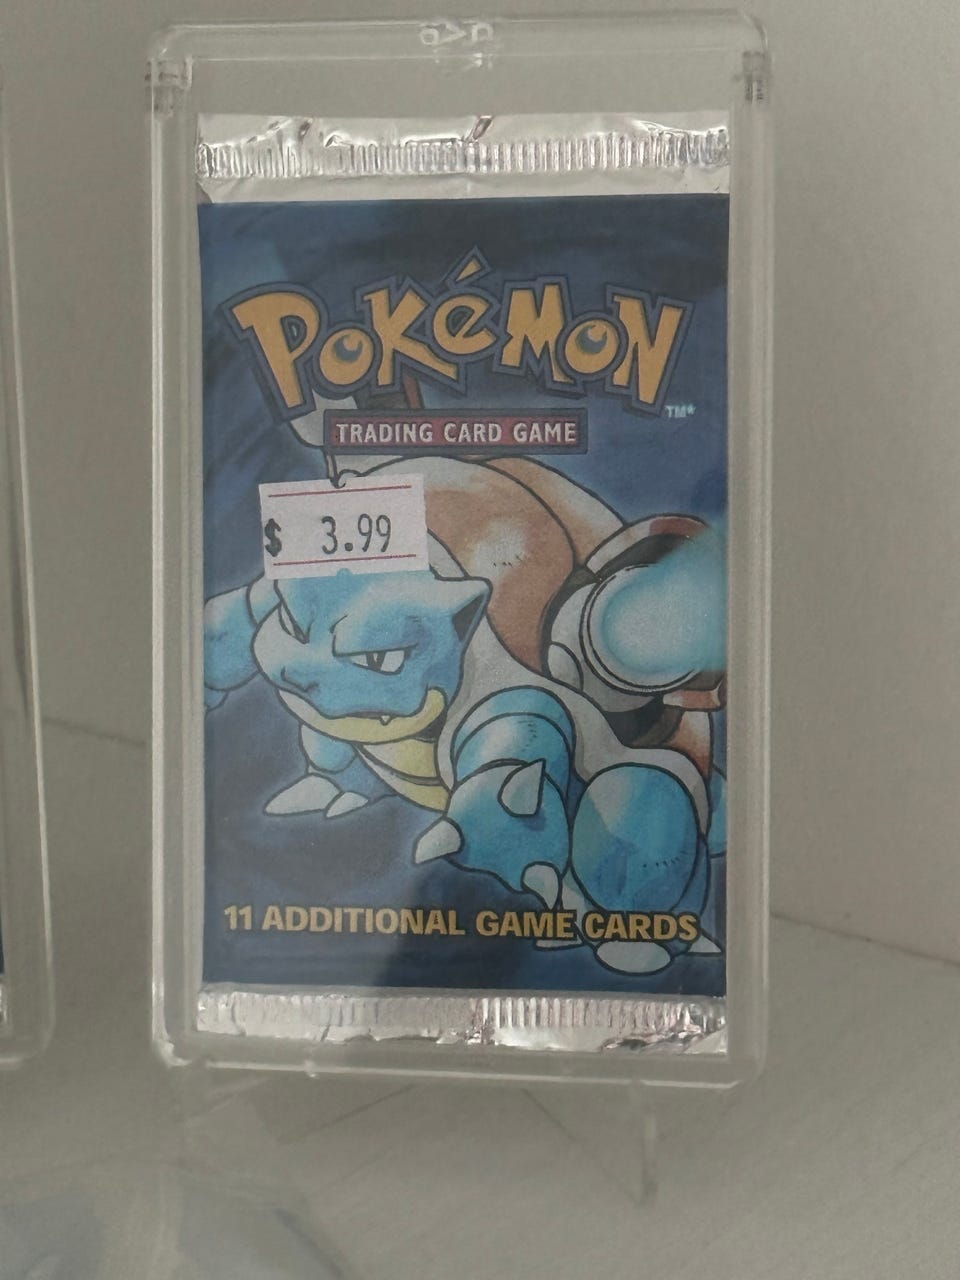 POKéMON
TM*
TRADING CARD GAME
$ 3.99
11 ADDITIONAL GAME CARDS